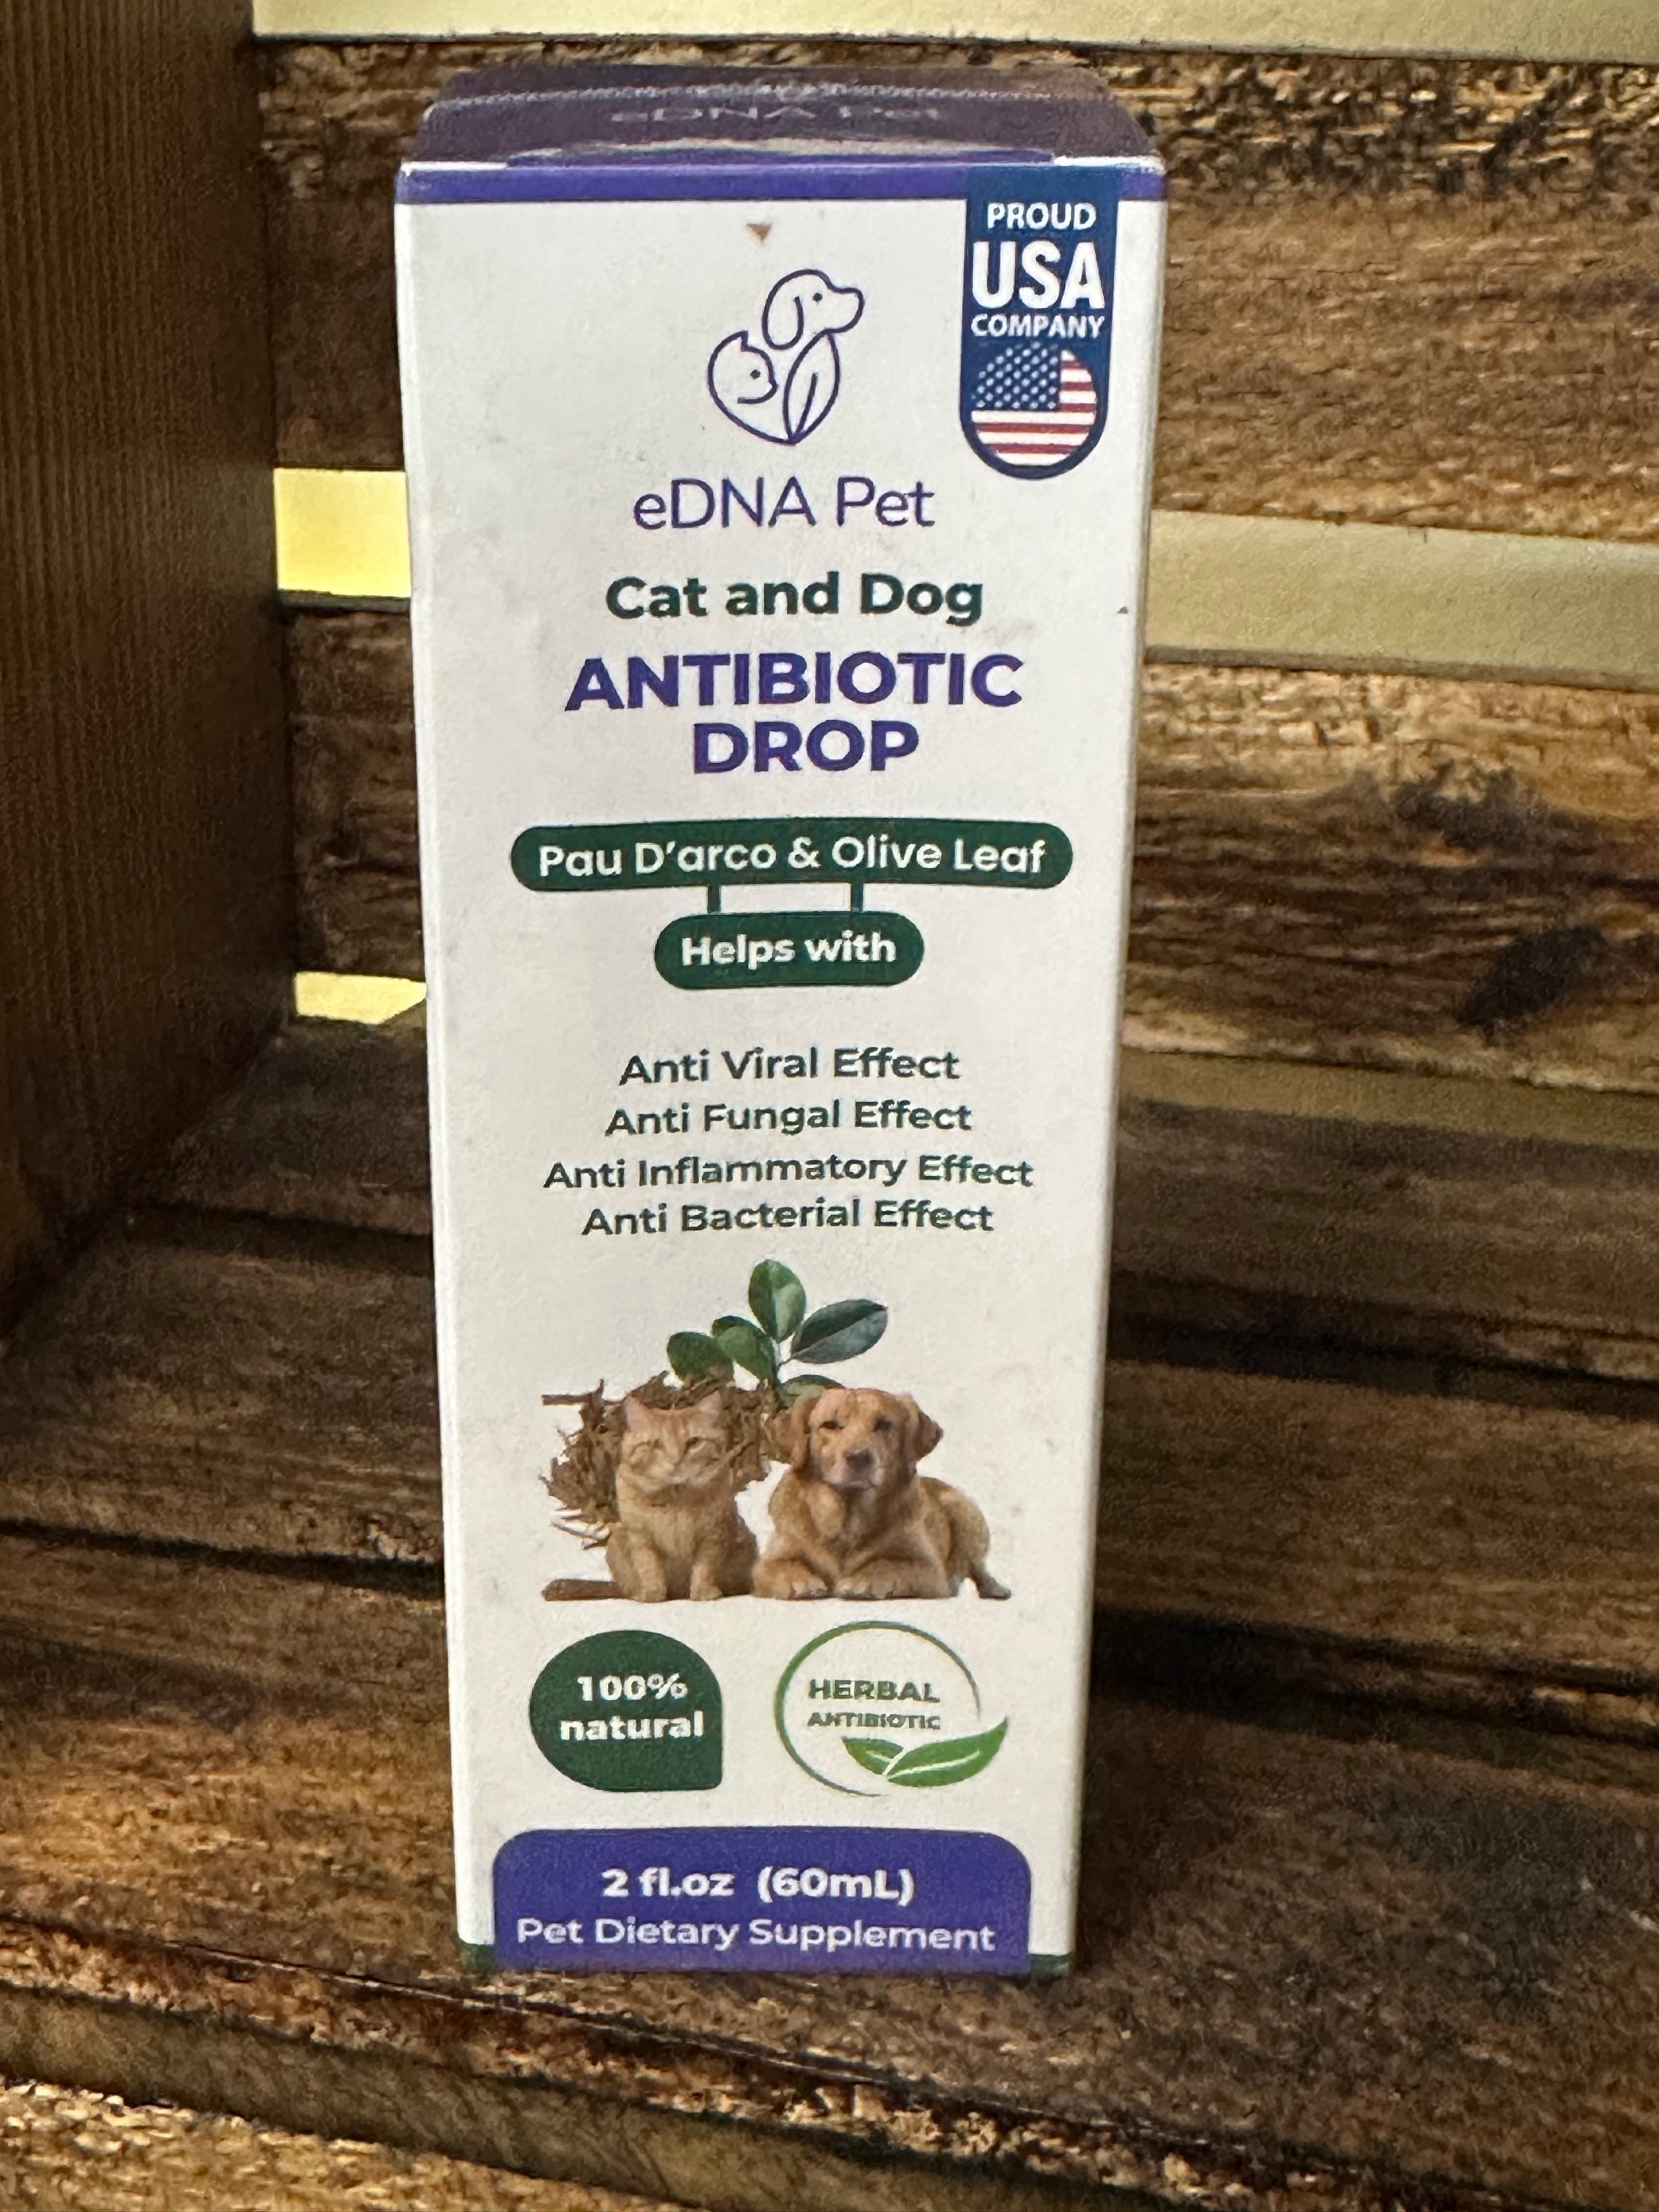 eDNA Pet
PROUD
USA
COMPANY
eDNA Pet
Cat and Dog
ANTIBIOTIC
DROP
Pau D'arco & Olive Leaf
Helps with
Anti Viral Effect
Anti Fungal Effect
Anti Inflammatory Effect
Anti Bacterial Effect
100%
natural
HERBAL
ANTIBIOTIC
2 fl.oz (60mL)
Pet Dietary Supplement